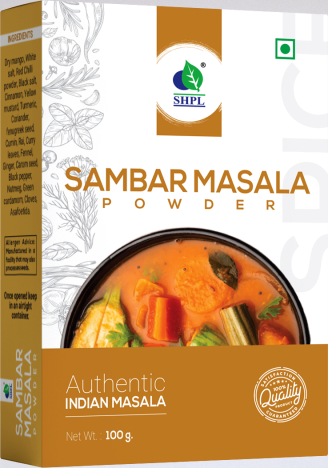 INGREDIENTS
Dry mango, White
salt, Red Chilli
powder, Black salt,
Cinnamon, Yellow
mustard, Turmeric,
Coriander,
fenugreek seed,
Cumin, Rai, Curry
leaves, Fennel,
Ginger, Carom seed,
Black pepper,
Nutmeg, Green
cardamom, Cloves,
Asafoetida.
Allergen Advice:
Manufactured in a
facility that may also
process
Once opened keep
in an airtight
container.
SAMBAR
MASALA
POWDER
SHPL
SAMBAR MASALA
POWDER
Authentic
INDIAN MASALA
Net Wt. : 100 g.
SATISFACTION
100%
Quality
PRODUCTS
GUARANTEED
SPICE